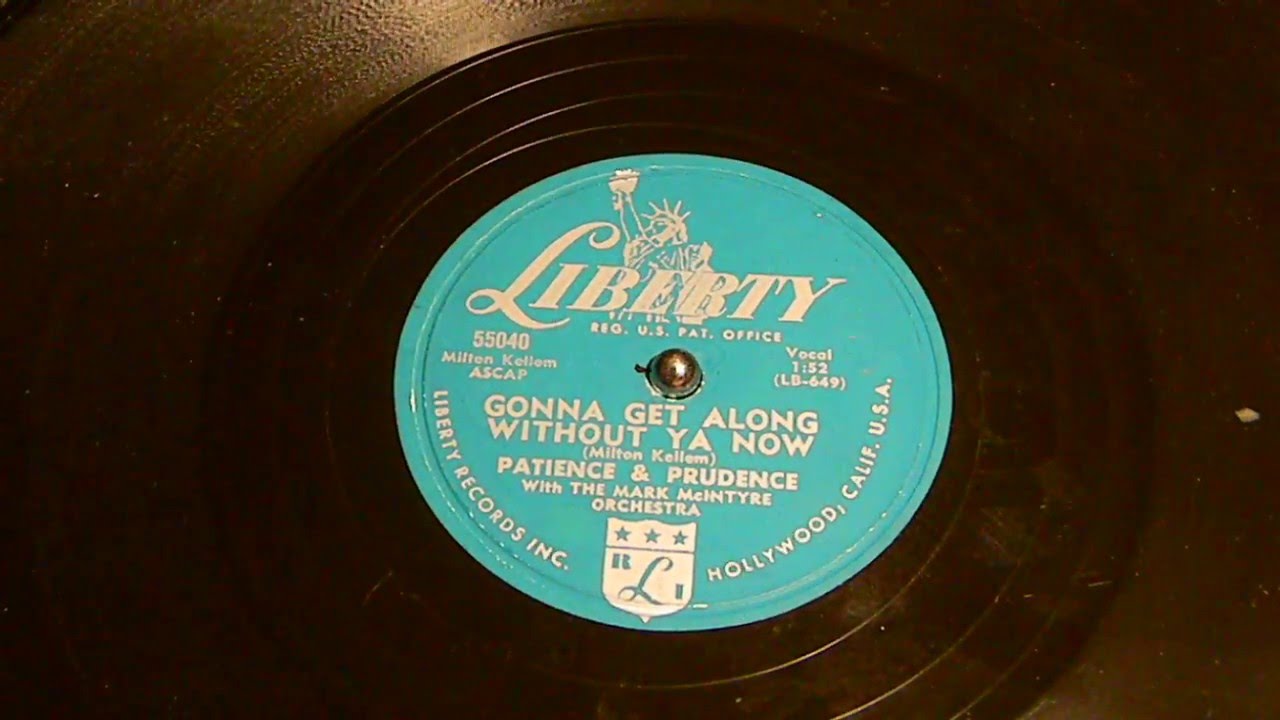 LIBERTY
REG. U.S. PAT. OFFICE
55040
Milton Kellem
ASCAP
Vocal
1:52
(LB-649)
GONNA GET ALONG
WITHOUT YA NOW
(Milton Kellem)
PATIENCE & PRUDENCE
With THE MARK McINTYRE
ORCHESTRA
LIBERTY RECORDS INC.
HOLLYWOOD, CALIF. U.S.A.
R L I